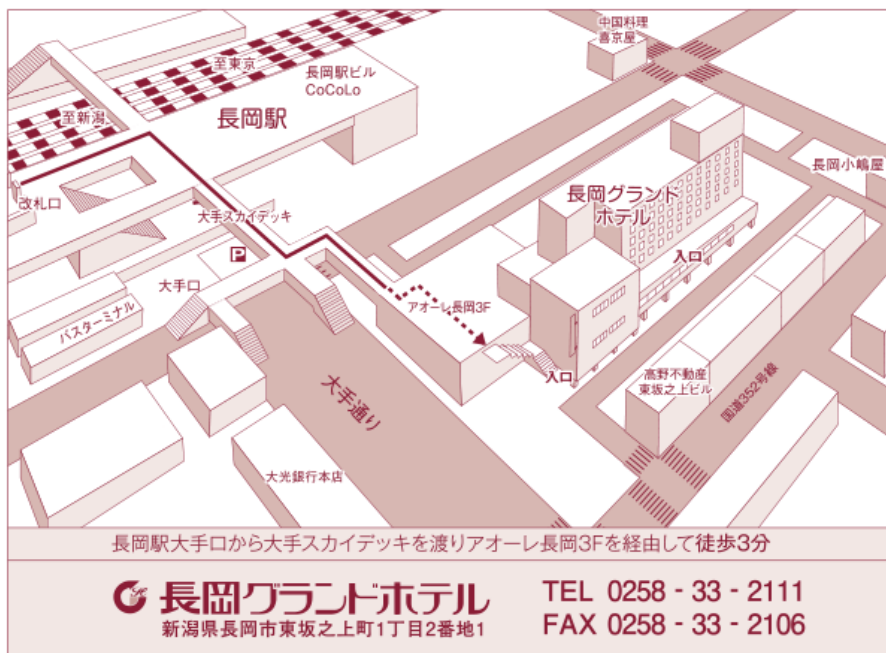 中国料理
喜京屋
至東京
長岡駅ビル
CoCoLo
至新潟
長岡駅
長岡小嶋屋
長岡グランド
ホテル
改札口
大手スカイデッキ
P
入口
大手口
アオーレ長岡3F
バスターミナル
入口
高野不動産
東坂之上ビル
国道352号線
大手通り
大光銀行本店
長岡駅大手口から大手スカイデッキを渡りアオーレ長岡3Fを経由して徒歩3分
長岡グランドホテル
新潟県長岡市東坂之上町1丁目2番地1
TEL 0258 - 33 - 2111
FAX 0258 - 33 - 2106